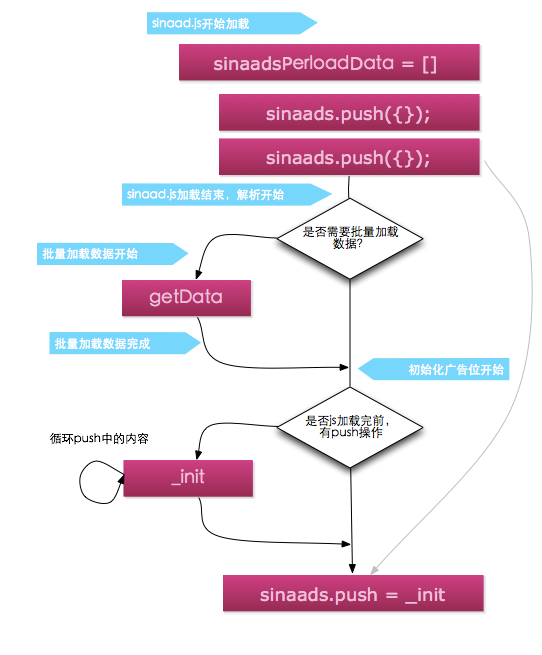 sinaad.js开始加载
sinaadsPerloadData = []
sinaads.push({});
sinaads.push({});
sinaad.js加载结束，解析开始
是否需要批量加载
数据？
批量加载数据开始
getData
批量加载数据完成
初始化广告位开始
是否js加载完前，
有push操作
循环push中的内容
_init
sinaads.push = _init